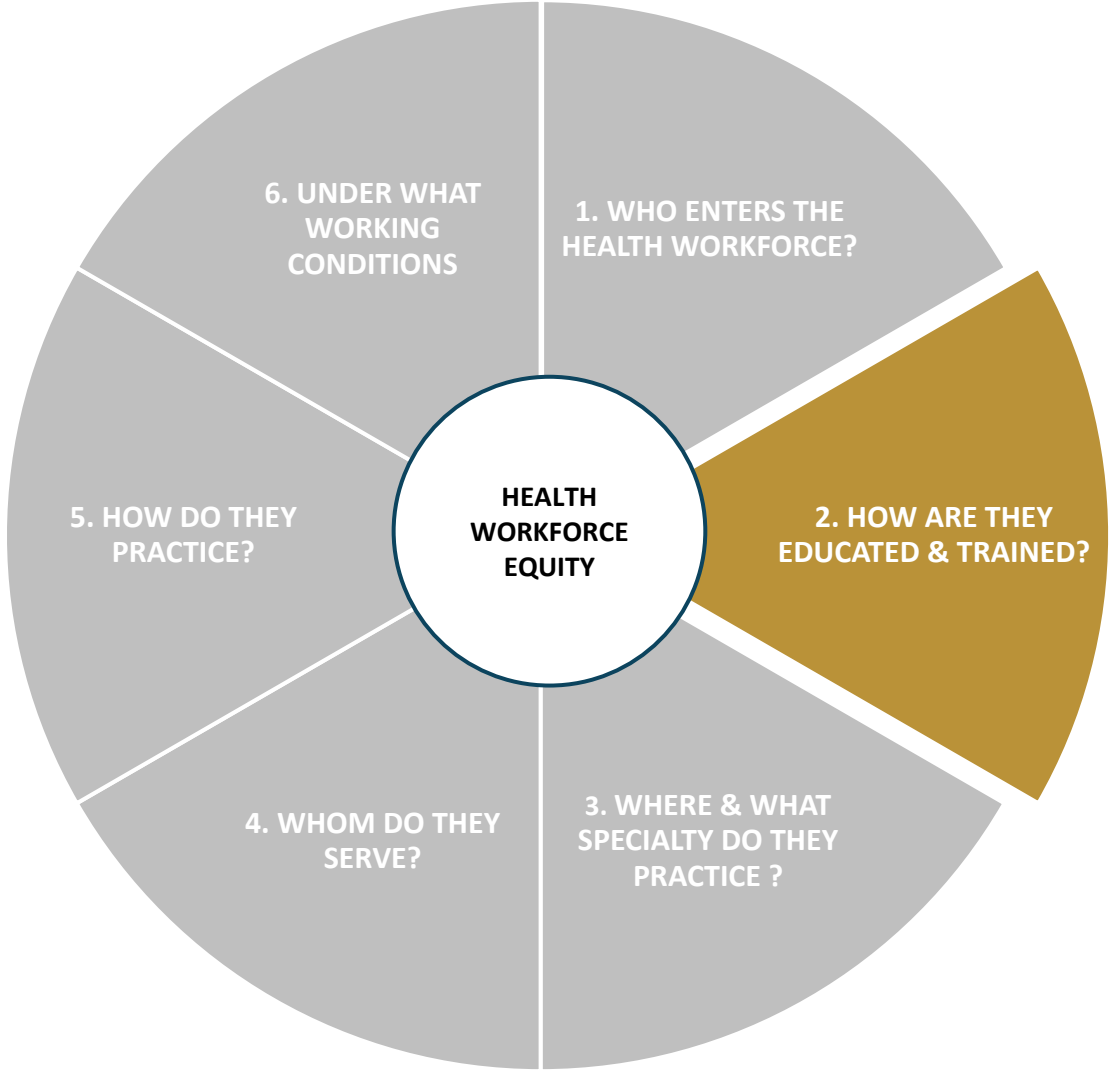 HEALTH
WORKFORCE
EQUITY
1. WHO ENTERS THE
HEALTH WORKFORCE?
2. HOW ARE THEY
EDUCATED & TRAINED?
3. WHERE & WHAT
SPECIALTY DO THEY
PRACTICE ?
4. WHOM DO THEY
SERVE?
5. HOW DO THEY
PRACTICE?
6. UNDER WHAT
WORKING
CONDITIONS